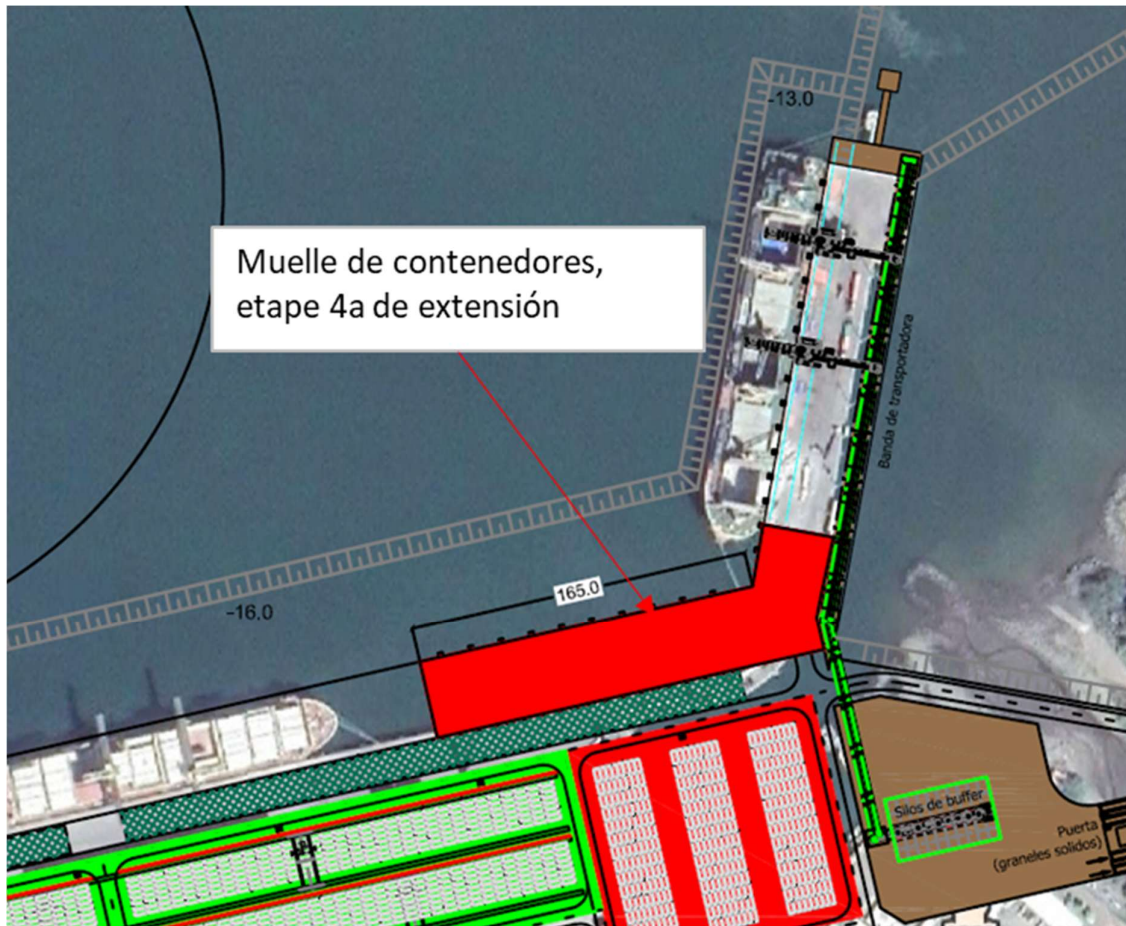 -13.0
Muelle de contenedores,
etape 4a de extensión
Banda de transportadora
165.0
-16.0
Silos de buffer
Puerta
(graneles solidos)